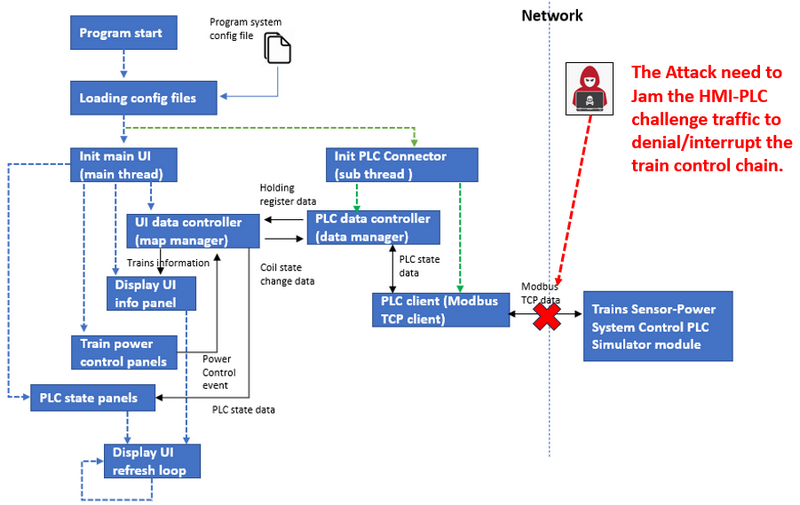 Network
Program start
Program system
config file
Loading config files
The Attack need to
Jam the HMI-PLC
challenge traffic to
denial/interrupt the
train control chain.
Init main UI
(main thread)
Init PLC Connector
(sub thread )
Holding
register data
UI data controller
(map manager)
PLC data controller
(data manager)
Trains information
Coil state
change data
PLC state
data
Display UI
info panel
PLC client (Modbus
TCP client)
Modbus
TCP data
Trains Sensor-Power
System Control PLC
Simulator module
Train power
control panels
Power
Control
event
PLC state panels
PLC state data
Display UI
refresh loop